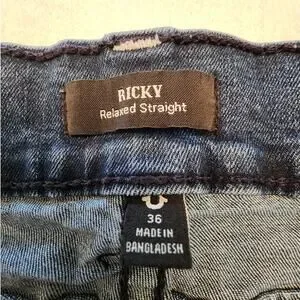 RICKY
Relaxed Straight
36
MADE IN
BANGLADESH